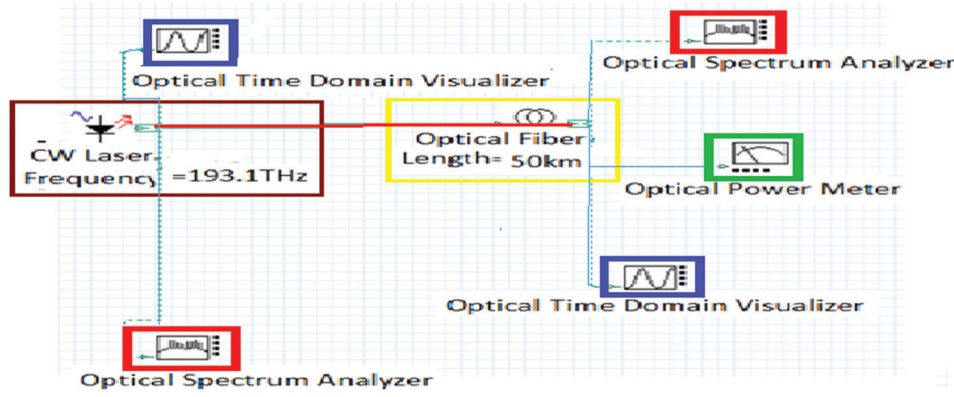 Optical Time Domain Visualizer
Optical Spectrum Analyzer
CW Laser
Frequency =193.1THz
Optical Fiber
Length= 50km
Optical Power Meter
Optical Time Domain Visualizer
Optical Spectrum Analyzer